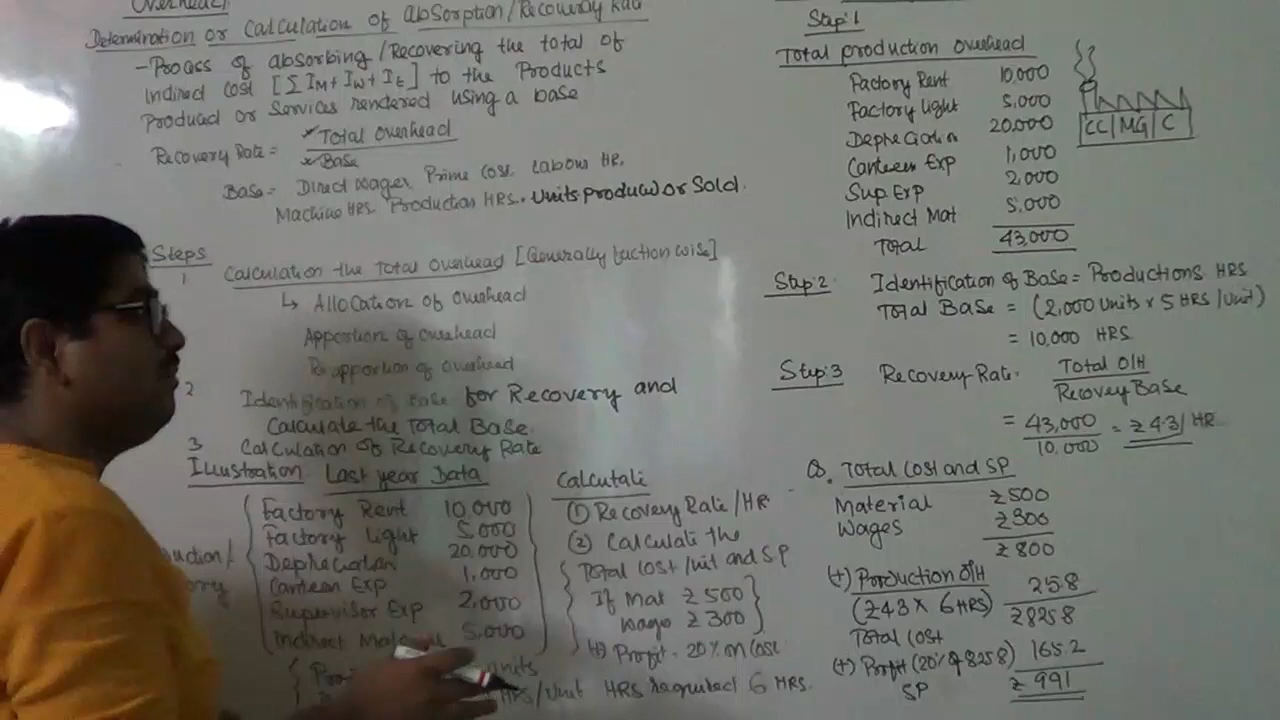 Overhead
Determination or Calculation of Absorption/Recovery Rate
- Process of absorbing/Recovering the total of
Indirect cost [Σ IM + IW + IE] to the Products
Produced or Services rendered using a base
Recovery Rate = Total overhead
Base
Base = Direct wages, Prime Cost, Labour HR,
Machine HRS. Production HRS. Units produced or Sold.
Steps
1 Calculation the Total overhead [Generally function wise]
↳ Allocation of overhead
Apportion of overhead
Re apportion of overhead
2 Identification of base for Recovery and
Calculate the Total Base.
3 Calculation of Recovery Rate
Illustration Last year Data
Factory Rent 10,000
Factory Light 5,000
Depreciation 20,000
Canteen Exp 1,000
Supervisor Exp 2,000
Indirect 5,000
units
HRS/Unit HRS required 6 HRS.
Calcutale
(1) Recovery Rate/HR
(2) Calculate the
Total Cost/Unit and SP
If Mat ₹500
Wage ₹300
(+) Profit - 20% on Cost
Step:1
Total production overhead
Factory Rent 10,000
Factory light 5,000
Depreciation 20,000
Canteen Exp 1,000
Sup. Exp 2,000
Indirect Mat 5,000
Total 43,000
CC | MG | C
Step:2 Identification of Base = Productions HRS
Total Base = (2,000 Units × 5 HRS/Unit)
= 10,000 HRS
Step:3 Recovery Rate. Total O/H
Recovey Base
= 43,000 = ₹4.3/HR
10,000
Q. Total Cost and SP
Material ₹500
Wages ₹300
₹800
(+) Production O/H 25.8
(₹4.3 × 6 HRS) ₹825.8
Total Cost
(+) Profit (20% of 825.8) 165.2
SP ₹991